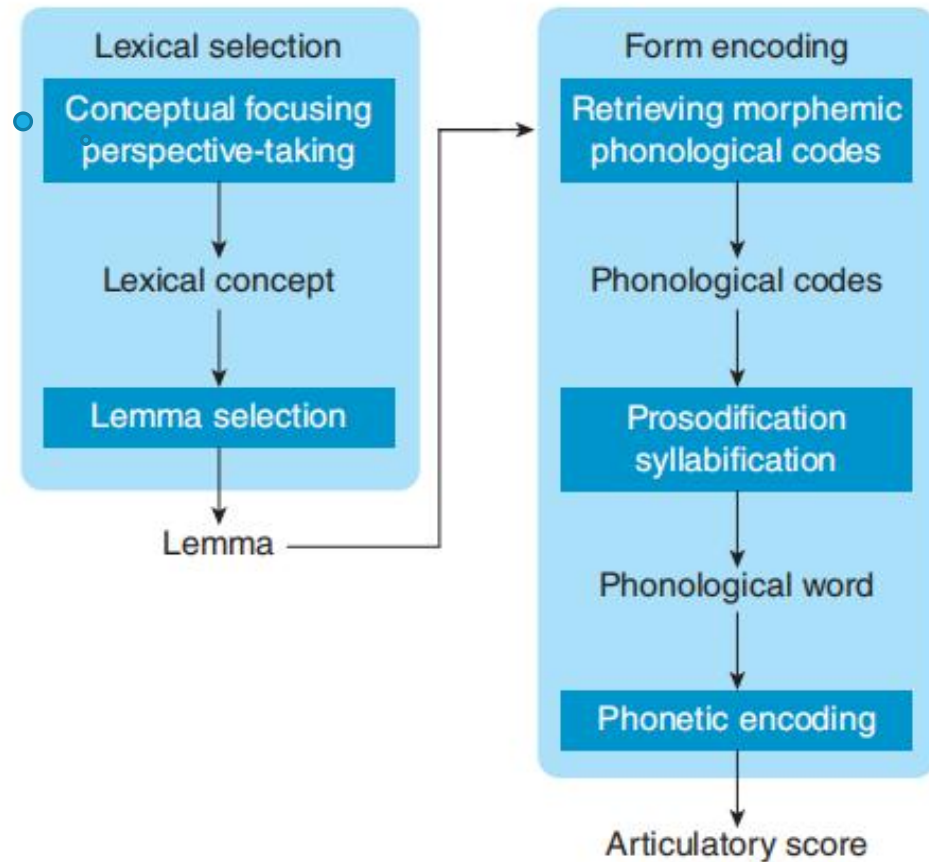 Lexical selection
Conceptual focusing
perspective-taking
Lexical concept
Lemma selection
Lemma
Form encoding
Retrieving morphemic
phonological codes
Phonological codes
Prosodification
syllabification
Phonological word
Phonetic encoding
Articulatory score